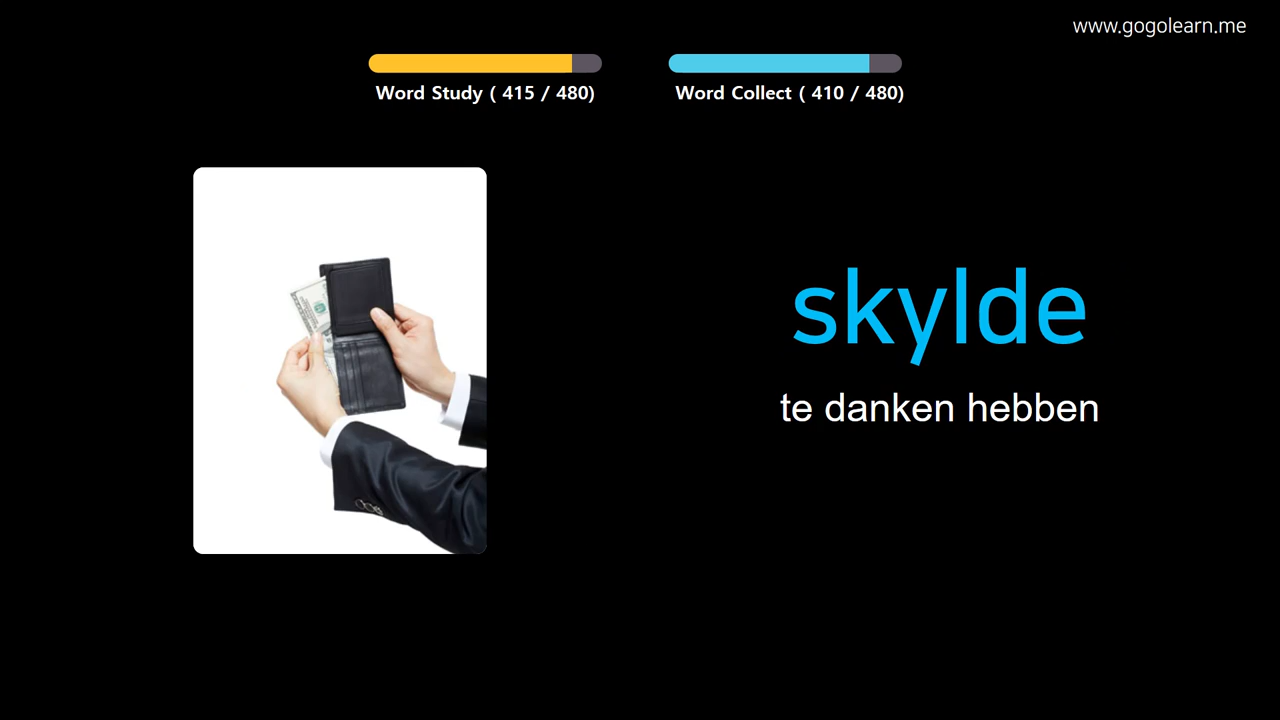 www.gogolearn.me
Word Study ( 415 / 480)
Word Collect ( 410 / 480)
skylde
te danken hebben